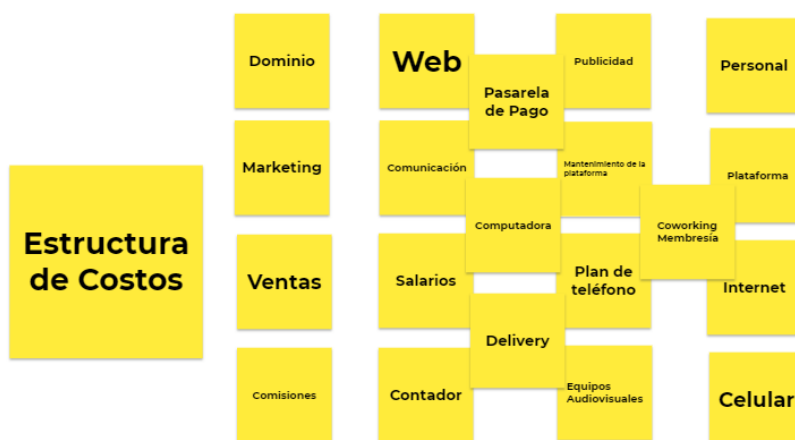 Dominio
Web
Publicidad
Personal
Pasarela
de Pago
Marketing
Comunicación
Mantenimiento de la
plataforma
Plataforma
Estructura
de Costos
Computadora
Coworking
Membresía
Ventas
Salarios
Plan de
teléfono
Internet
Delivery
Comisiones
Contador
Equipos
Audiovisuales
Celular